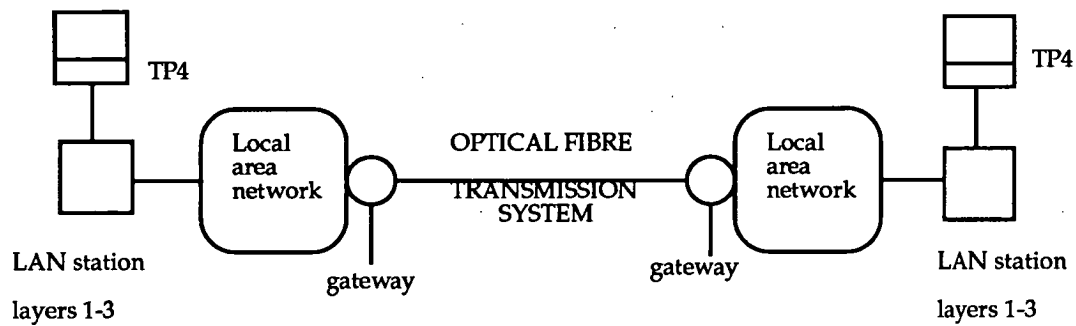 TP4
TP4
Local
area
network
OPTICAL FIBRE
TRANSMISSION
SYSTEM
Local
area
network
LAN station
layers 1-3
gateway
gateway
LAN station
layers 1-3